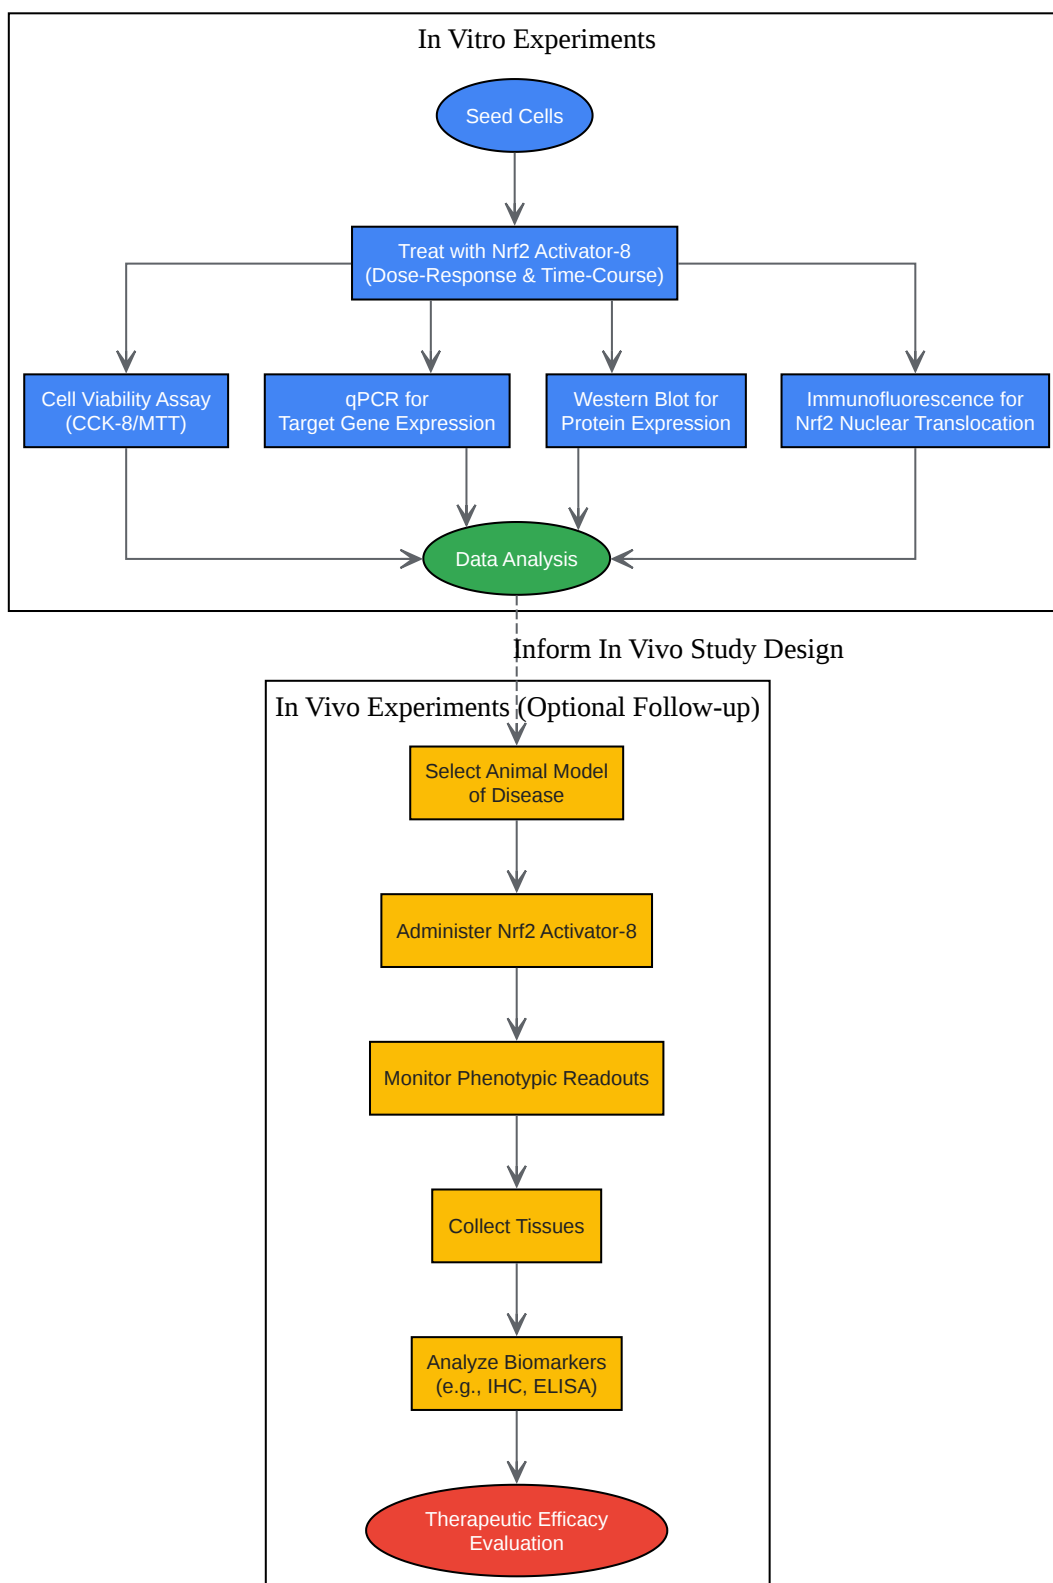 In Vitro Experiments
Seed Cells
Treat with Nrf2 Activator-8
(Dose-Response & Time-Course)
Cell Viability Assay
(CCK-8/MTT)
qPCR for
Target Gene Expression
Western Blot for
Protein Expression
Immunofluorescence for
Nrf2 Nuclear Translocation
Data Analysis
Inform In Vivo Study Design
In Vivo Experiments (Optional Follow-up)
Select Animal Model
of Disease
Administer Nrf2 Activator-8
Monitor Phenotypic Readouts
Collect Tissues
Analyze Biomarkers
(e.g., IHC, ELISA)
Therapeutic Efficacy
Evaluation